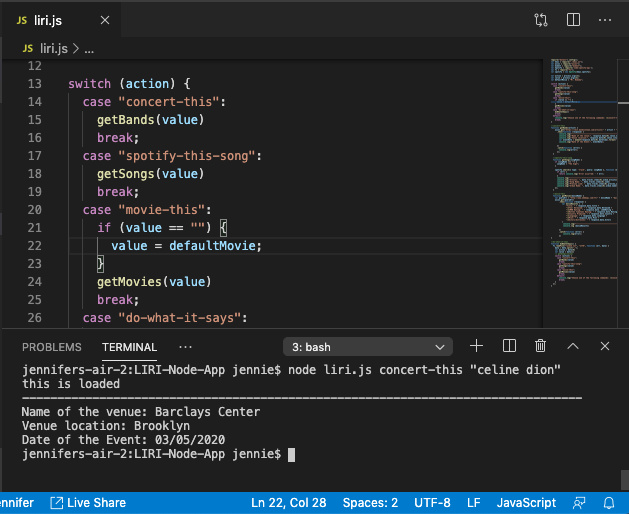 JS liri.js ×
JS liri.js > ...
12
13 switch (action) {
14 case "concert-this":
15 getBands(value)
16 break;
17 case "spotify-this-song":
18 getSongs(value)
19 break;
20 case "movie-this":
21 if (value == "") {
22 value = defaultMovie;
23 }
24 getMovies(value)
25 break;
26 case "do-what-it-says":
PROBLEMS TERMINAL ··· 3: bash
jennifers-air-2:LIRI-Node-App jennie$ node liri.js concert-this "celine dion"
this is loaded
--------------------------------------------------------------------------------
Name of the venue: Barclays Center
Venue location: Brooklyn
Date of the Event: 03/05/2020
jennifers-air-2:LIRI-Node-App jennie$
nnifer Live Share Ln 22, Col 28 Spaces: 2 UTF-8 LF JavaScript